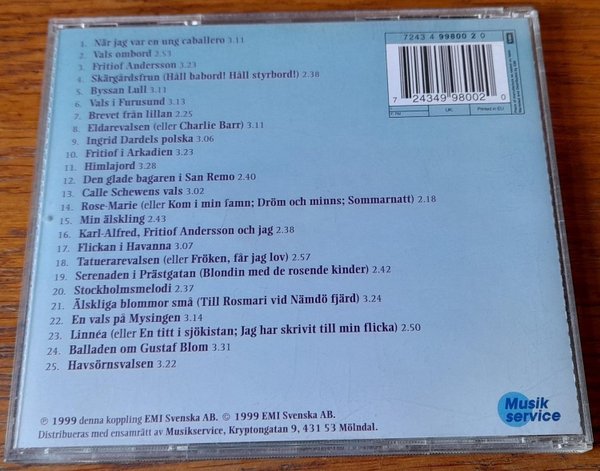 1. När jag var en ung caballero 3.11
2. Vals ombord 2.53
3. Fritiof Andersson 3.23
4. Skärgårdsfrun (Håll babord! Håll styrbord!) 2.38
5. Byssan Lull 3.11
6. Vals i Furusund 3.13
7. Brevet från lillan 2.25
8. Eldarevalsen (eller Charlie Barr) 3.11
9. Ingrid Dardels polska 3.06
10. Fritiof i Arkadien 3.23
11. Himlajord 3.28
12. Den glade bagaren i San Remo 2.40
13. Calle Schewens vals 3.02
14. Rose-Marie (eller Kom i min famn; Dröm och minns; Sommarnatt) 2.18
15. Min älskling 2.43
16. Karl-Alfred, Fritiof Andersson och jag 2.38
17. Flickan i Havanna 3.07
18. Tatuerarevalsen (eller Fröken, får jag lov) 2.57
19. Serenaden i Prästgatan (Blondin med de rosende kinder) 2.42
20. Stockholmsmelodi 2.37
21. Älskliga blommor små (Till Rosmari vid Nämdö fjärd) 3.24
22. En vals på Mysingen 3.14
23. Linnéa (eller En titt i sjökistan; Jag har skrivit till min flicka) 2.50
24. Balladen om Gustaf Blom 3.31
25. Havsörnsvalsen 3.22
7243 4 99800 2 0
7 24349 98002 0
UK:
Printed in EU
Musik
service
℗ 1999 denna koppling EMI Svenska AB. © 1999 EMI Svenska AB.
Distribueras med ensamrätt av Musikservice, Kryptongatan 9, 431 53 Mölndal.